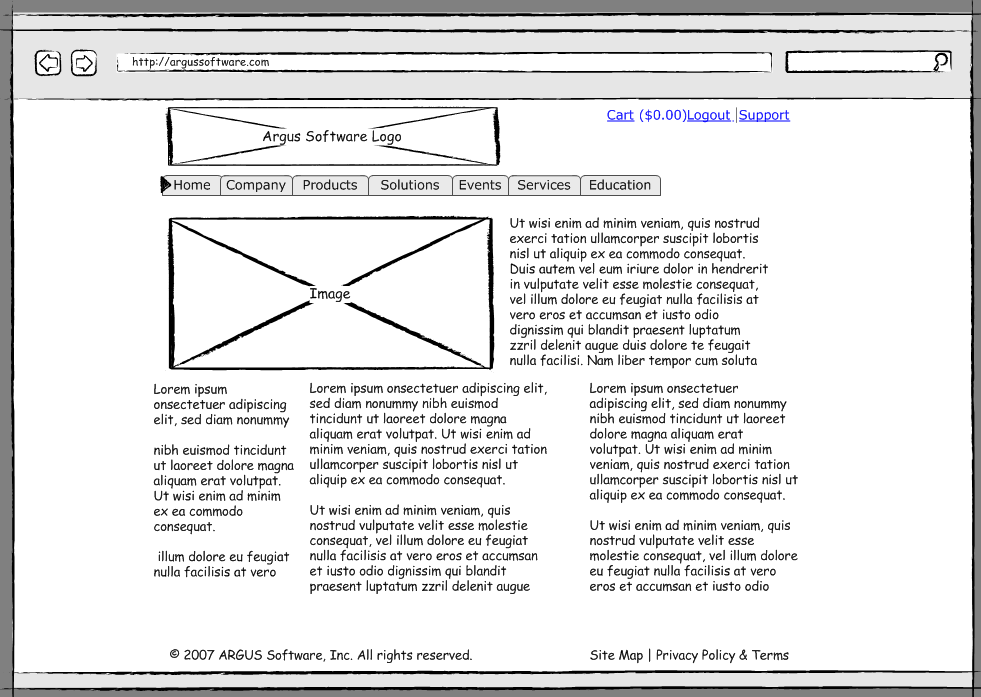 http://argussoftware.com
Argus Software Logo
Cart ($0.00)Logout |Support
Home Company Products Solutions Events Services Education
Image
Ut wisi enim ad minim veniam, quis nostrud
exerci tation ullamcorper suscipit lobortis
nisl ut aliquip ex ea commodo consequat.
Duis autem vel eum iriure dolor in hendrerit
in vulputate velit esse molestie consequat,
vel illum dolore eu feugiat nulla facilisis at
vero eros et accumsan et iusto odio
dignissim qui blandit praesent luptatum
zzril delenit augue duis dolore te feugait
nulla facilisi. Nam liber tempor cum soluta
Lorem ipsum
onsectetuer adipiscing
elit, sed diam nonummy
nibh euismod tincidunt
ut laoreet dolore magna
aliquam erat volutpat.
Ut wisi enim ad minim
ex ea commodo
consequat.
illum dolore eu feugiat
nulla facilisis at vero
Lorem ipsum onsectetuer adipiscing elit,
sed diam nonummy nibh euismod
tincidunt ut laoreet dolore magna
aliquam erat volutpat. Ut wisi enim ad
minim veniam, quis nostrud exerci tation
ullamcorper suscipit lobortis nisl ut
aliquip ex ea commodo consequat.
Ut wisi enim ad minim veniam, quis
nostrud vulputate velit esse molestie
consequat, vel illum dolore eu feugiat
nulla facilisis at vero eros et accumsan
et iusto odio dignissim qui blandit
praesent luptatum zzril delenit augue
Lorem ipsum onsectetuer
adipiscing elit, sed diam nonummy
nibh euismod tincidunt ut laoreet
dolore magna aliquam erat
volutpat. Ut wisi enim ad minim
veniam, quis nostrud exerci tation
ullamcorper suscipit lobortis nisl ut
aliquip ex ea commodo consequat.
Ut wisi enim ad minim veniam, quis
nostrud vulputate velit esse
molestie consequat, vel illum dolore
eu feugiat nulla facilisis at vero
eros et accumsan et iusto odio
© 2007 ARGUS Software, Inc. All rights reserved.
Site Map | Privacy Policy & Terms